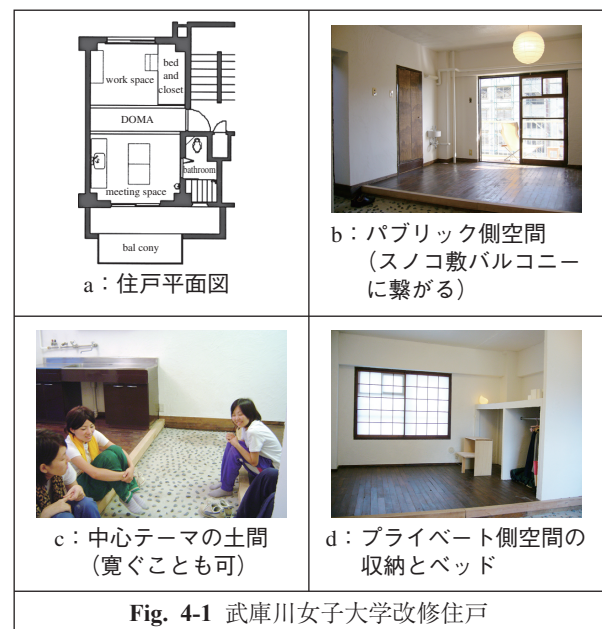 bed
and
closet
work space
DOMA
bathroom
meeting space
bal cony
a：住戸平面図
b：パブリック側空間
（スノコ敷バルコニー
に繋がる）
c：中心テーマの土間
（寛ぐことも可）
d：プライベート側空間の
収納とベッド
Fig. 4-1 武庫川女子大学改修住戸